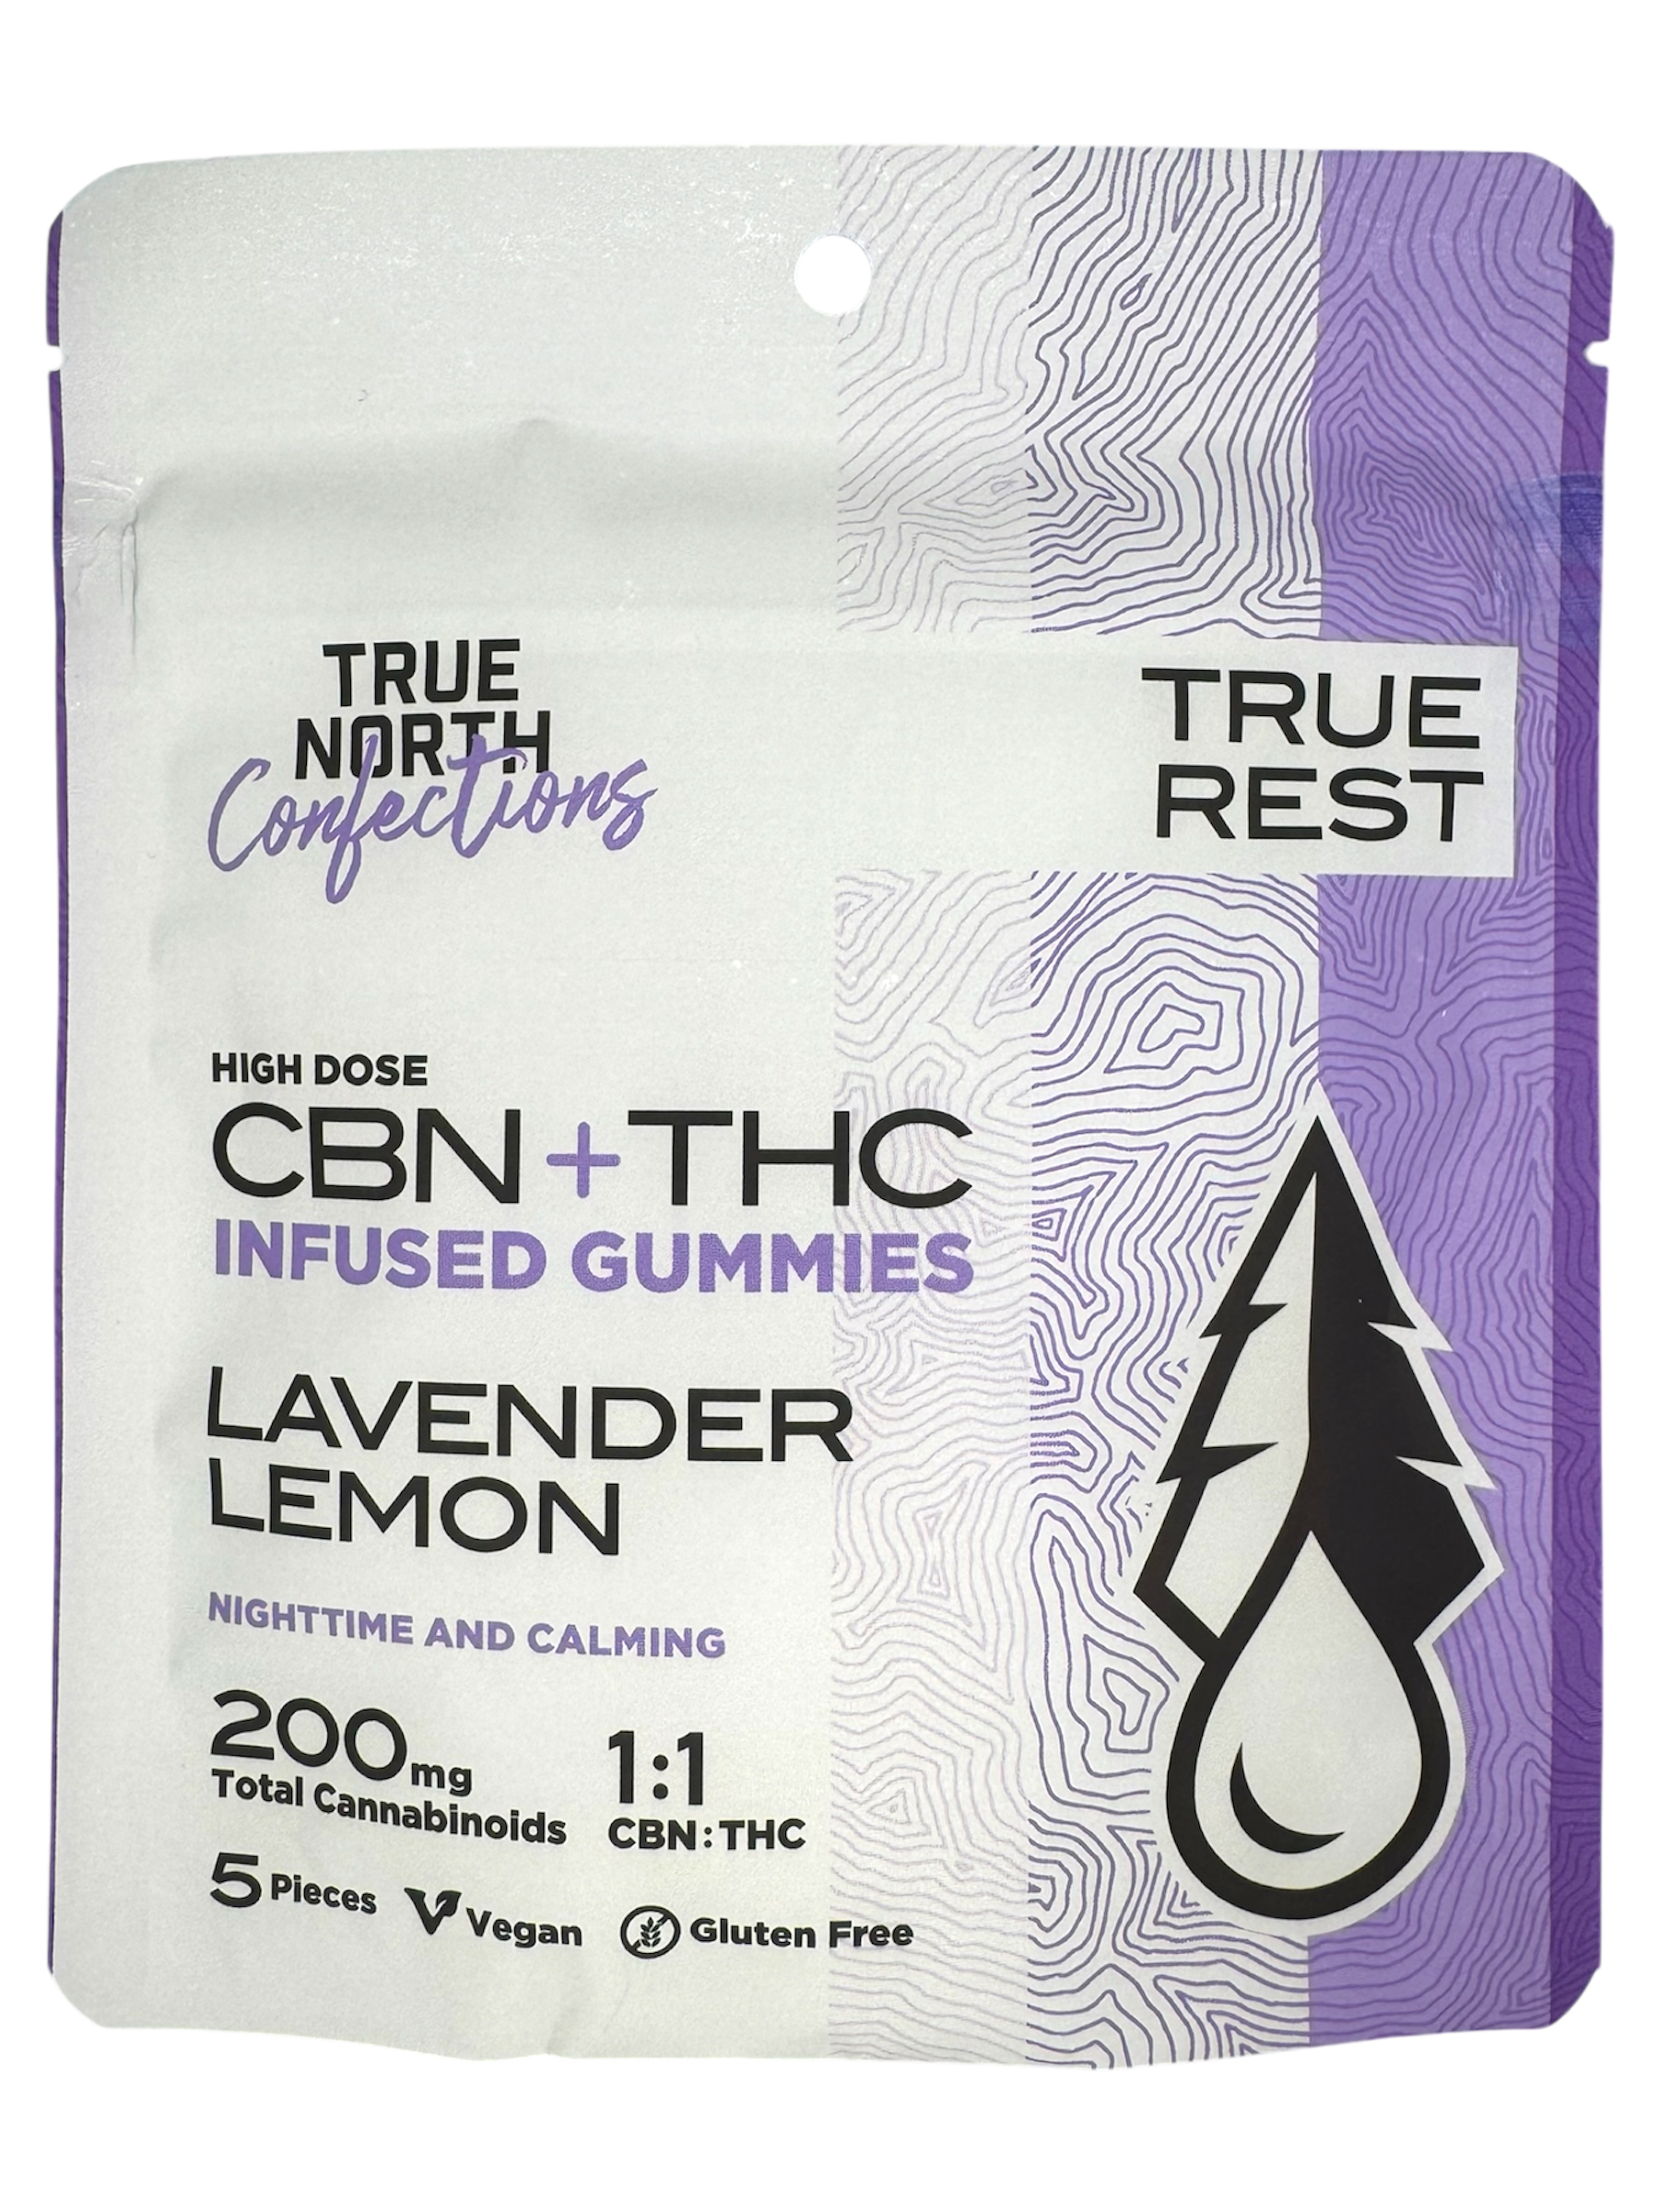 TRUE
NORTH
Confections
TRUE
REST
HIGH DOSE
CBN+THC
INFUSED GUMMIES
LAVENDER
LEMON
NIGHTTIME AND CALMING
200mg
Total Cannabinoids
1:1
CBN:THC
5 Pieces Vegan Gluten Free